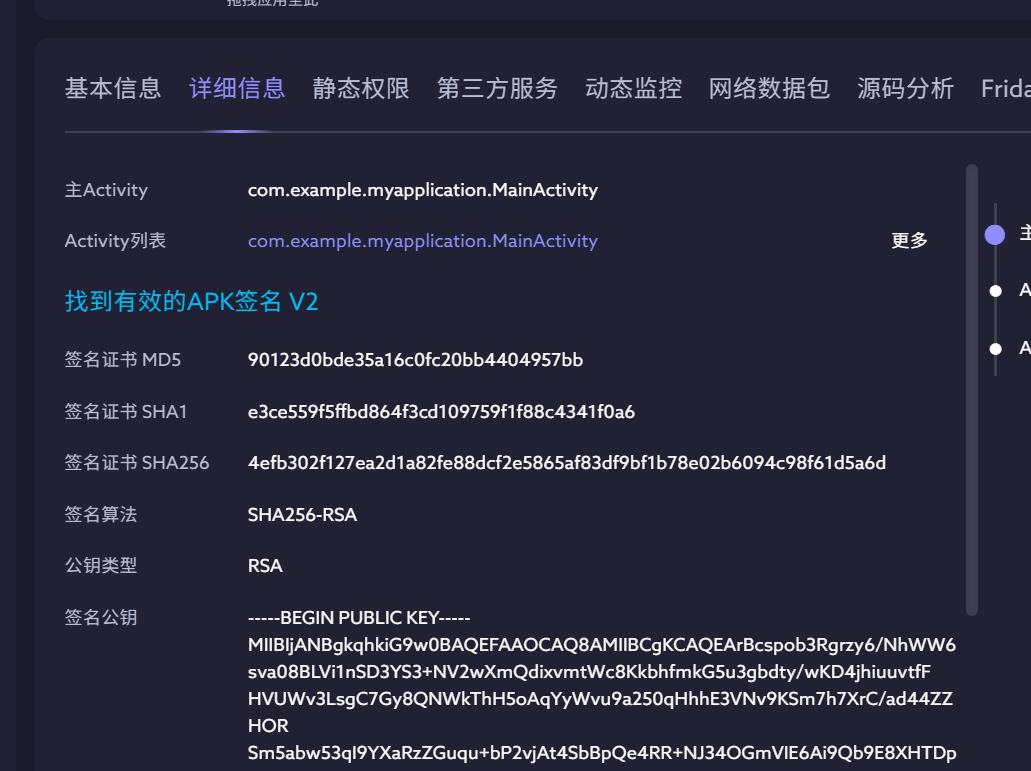 拖拽应用至此
基本信息 详细信息 静态权限 第三方服务 动态监控 网络数据包 源码分析 Frida
主Activity com.example.myapplication.MainActivity
Activity列表 com.example.myapplication.MainActivity 更多
主
找到有效的APK签名 V2
A
签名证书 MD5 90123d0bde35a16c0fc20bb4404957bb
A
签名证书 SHA1 e3ce559f5ffbd864f3cd109759f1f88c4341f0a6
签名证书 SHA256 4efb302f127ea2d1a82fe88dcf2e5865af83df9bf1b78e02b6094c98f61d5a6d
签名算法 SHA256-RSA
公钥类型 RSA
签名公钥 -----BEGIN PUBLIC KEY-----
MIIBIjANBgkqhkiG9w0BAQEFAAOCAQ8AMIIBCgKCAQEArBcspob3Rgrzy6/NhWW6
sva08BLVi1nSD3YS3+NV2wXmQdixvmtWc8Kkbhfmkg5u3gbdty/wKD4jhiuuvtfF
HVUWv3LsgC7Gy8QNWkThH5oAqYyWvu9a250qHhhE3VNv9KSm7h7XrC/ad44ZZ
HOR
Sm5abw53qI9YXaRzZGuqu+bP2vjAt4SbBpQe4RR+NJ34OGmVIE6Ai9Qb9E8XHTDp